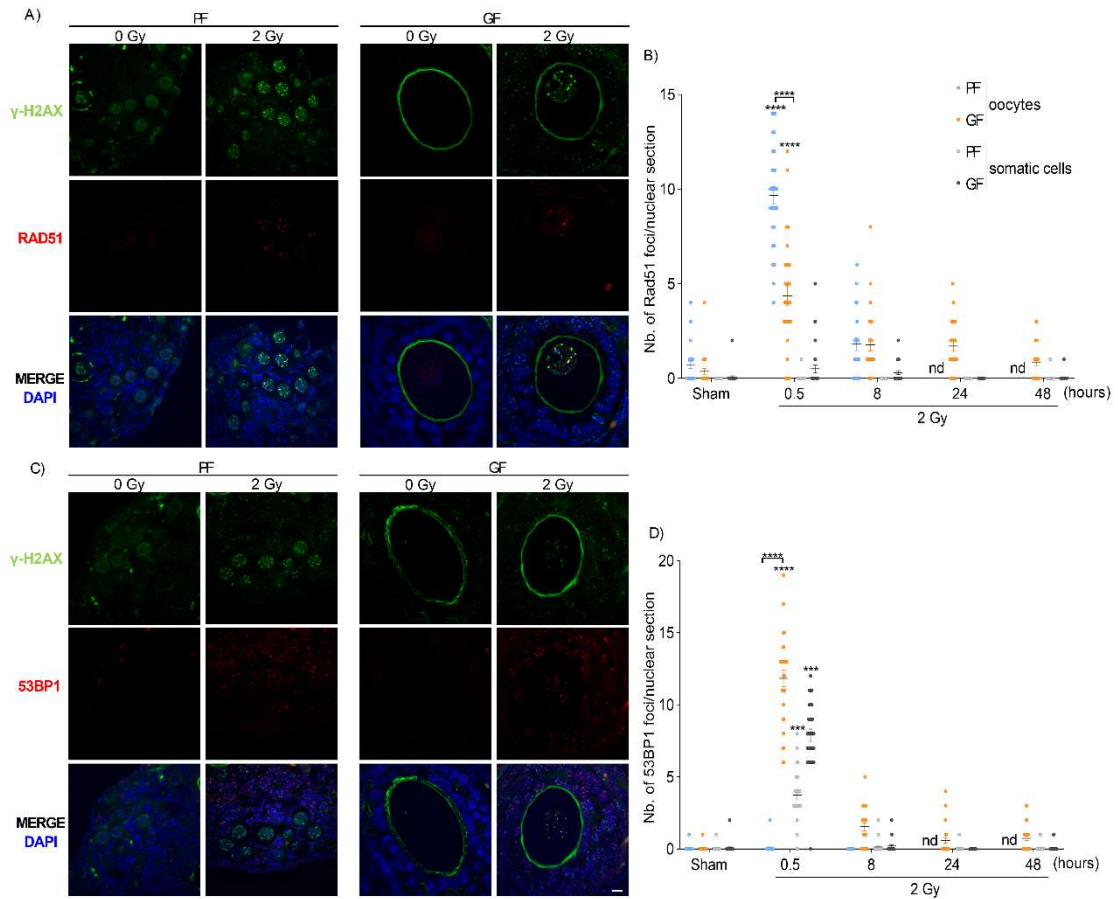 A)
PF GF
0 Gy 2 Gy 0 Gy 2 Gy
γ-H2AX
RAD51
MERGE
DAPI
B)
PF
GF
oocytes
PF
GF
somatic cells
Nb. of Rad51 foci/nuclear section
15
10
5
0
****
**** 
****
nd nd
Sham 0.5 8 24 48 (hours)
2 Gy
C)
PF GF
0 Gy 2 Gy 0 Gy 2 Gy
γ-H2AX
53BP1
MERGE
DAPI
D)
Nb. of 53BP1 foci/nuclear section
20
15
10
5
0
****
****
***
***
nd nd
Sham 0.5 8 24 48 (hours)
2 Gy